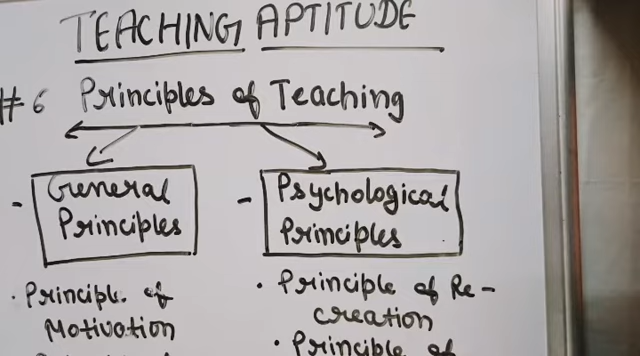 TEACHING APTITUDE
#6 Principles of Teaching
General
Principles
Psychological
Principles
• Principle of
Motivation
• Principle of Re-
creation
• Principle of